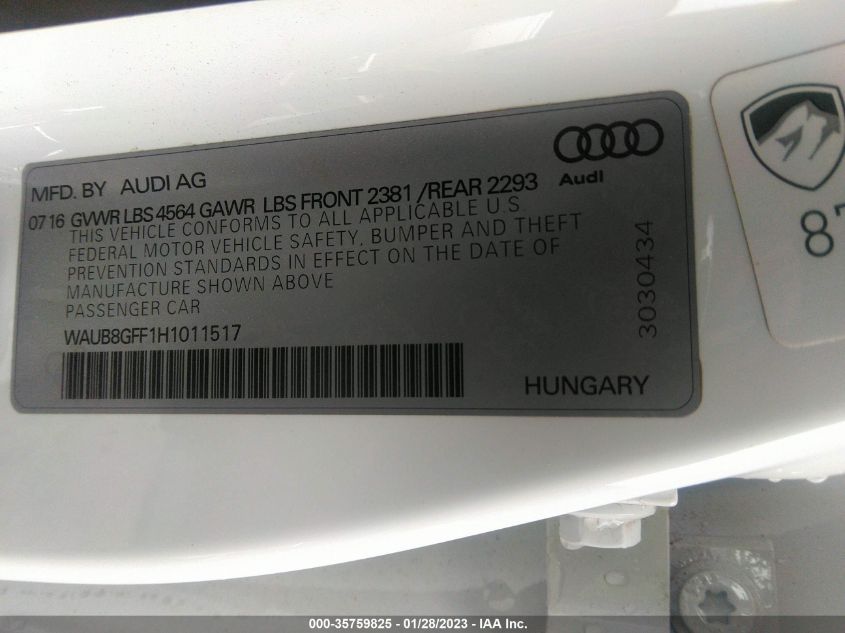 MFD. BY AUDI AG
Audi
07 16 GVWR LBS 4564 GAWR LBS FRONT 2381 /REAR 2293
THIS VEHICLE CONFORMS TO ALL APPLICABLE U.S.
FEDERAL MOTOR VEHICLE SAFETY, BUMPER AND THEFT
PREVENTION STANDARDS IN EFFECT ON THE DATE OF
MANUFACTURE SHOWN ABOVE
PASSENGER CAR
WAUB8GFF1H1011517
3030434
HUNGARY
000-35759825 - 01/28/2023 - © IAA Inc.